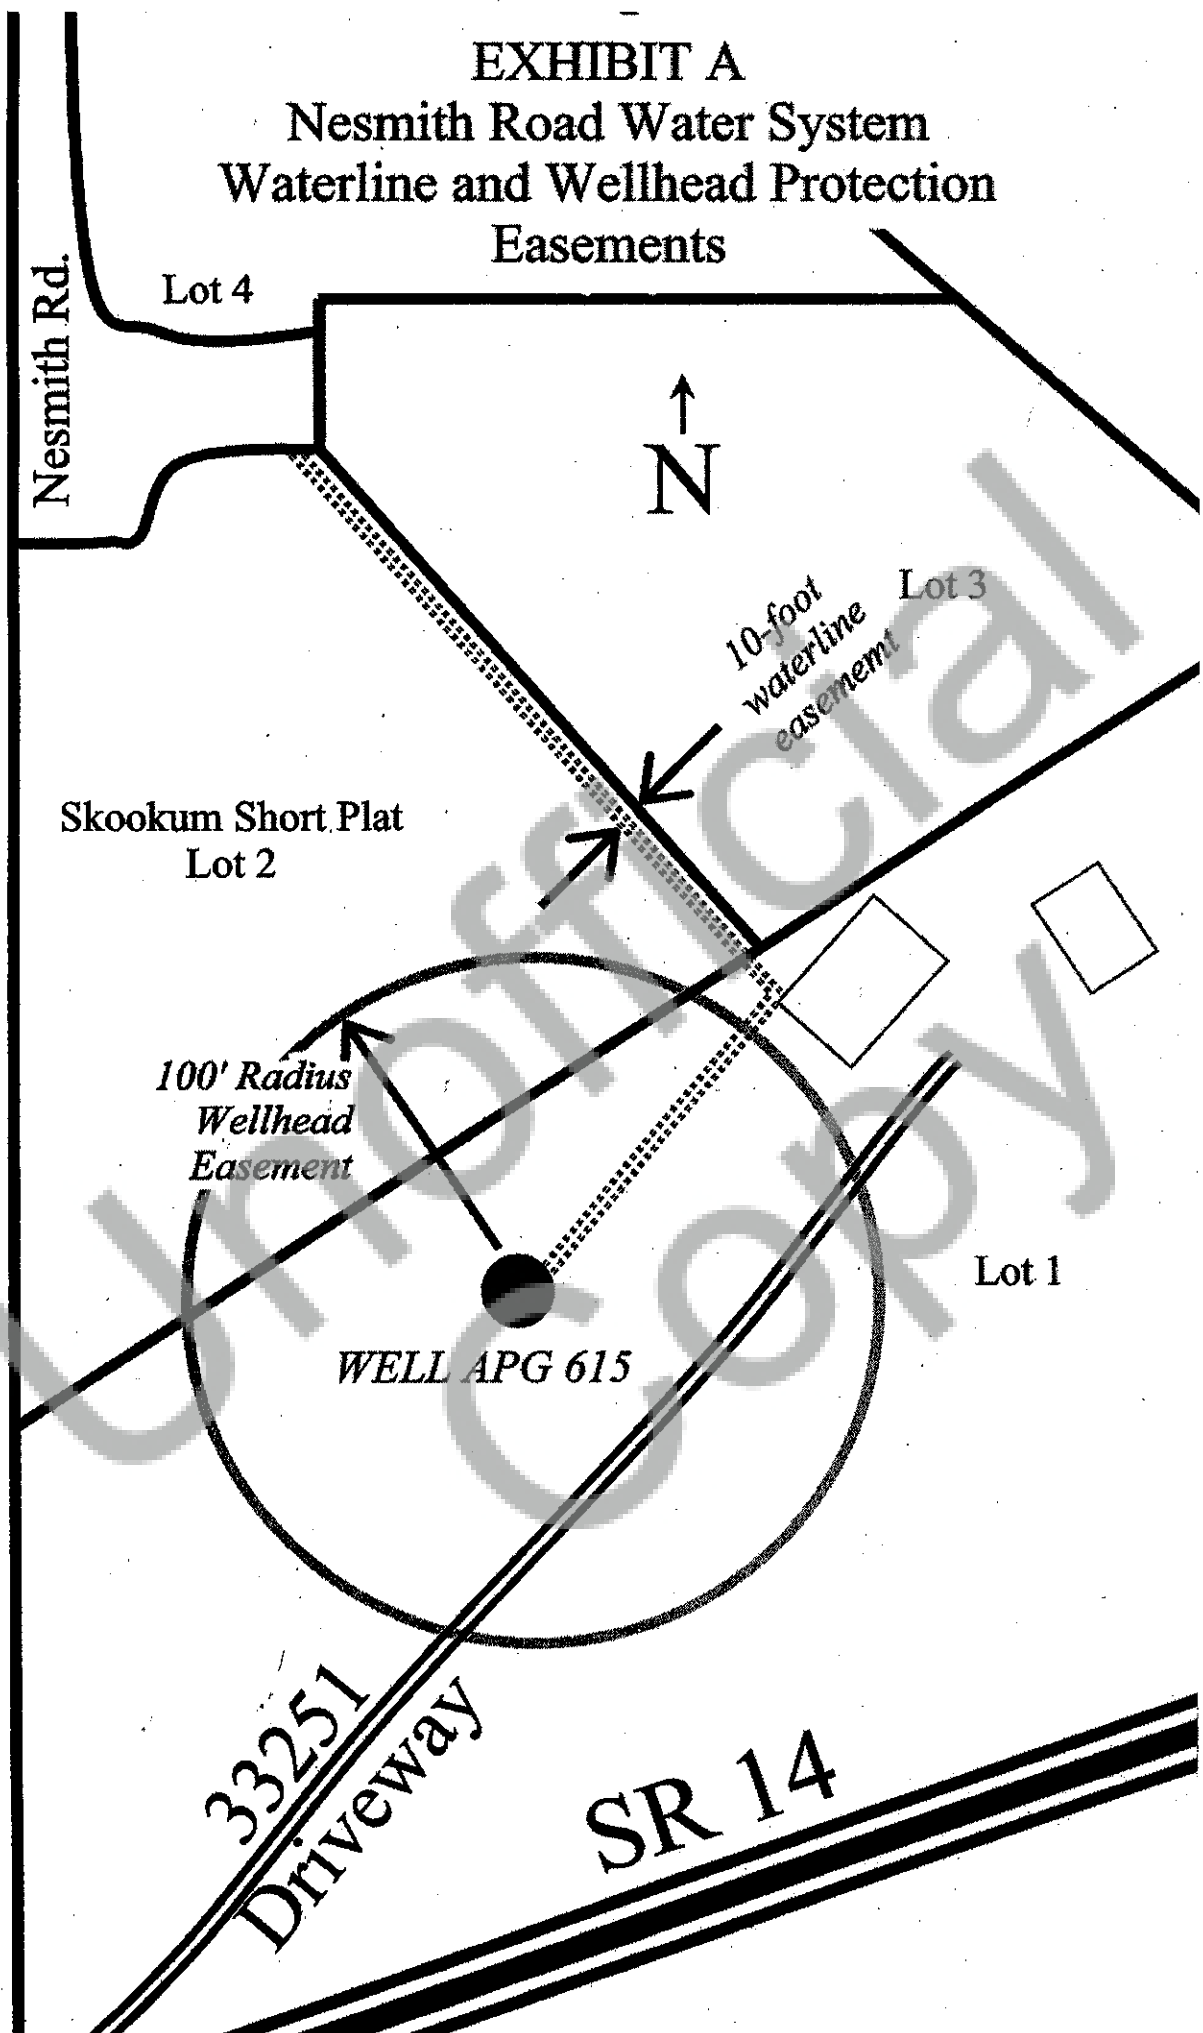 EXHIBIT A
Nesmith Road Water System
Waterline and Wellhead Protection
Easements
Nesmith Rd.
Lot 4
N
10-foot
waterline
easememt
Lot 3
Skookum Short Plat
Lot 2
100' Radius
Wellhead
Easement
Lot 1
WELL APG 615
33251
Driveway
SR 14
Unofficial
Copy